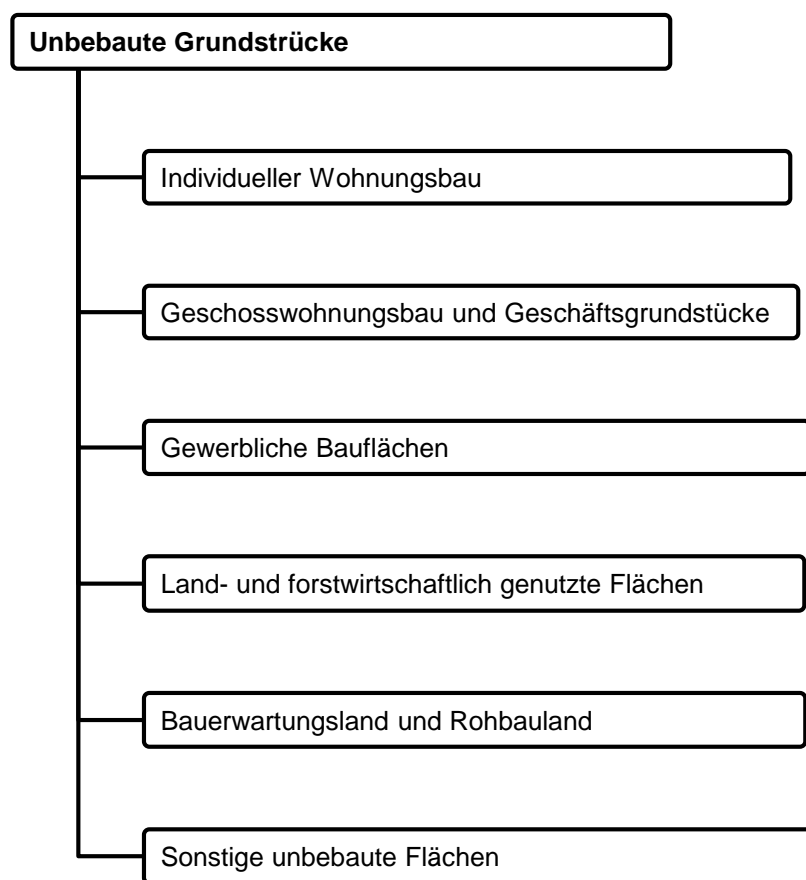 Unbebaute Grundstrücke
Individueller Wohnungsbau
Geschosswohnungsbau und Geschäftsgrundstücke
Gewerbliche Bauflächen
Land- und forstwirtschaftlich genutzte Flächen
Bauerwartungsland und Rohbauland
Sonstige unbebaute Flächen